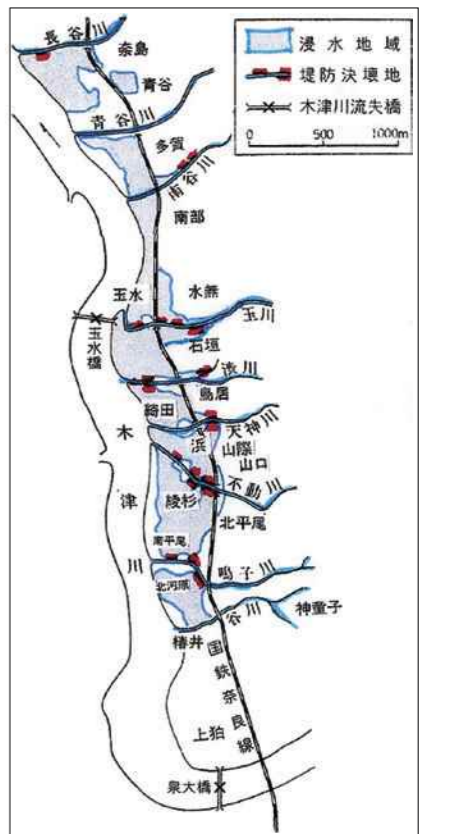 浸水地域
堤防決壊地
木津川流失橋
0 500 1000m
長谷川
奈島
青谷
青谷川
多賀
南谷川
南部
水無
玉水
玉川
玉水橋
石垣
渋川
鳥居
綺田
天神川
浜
山際
山口
不動川
綾杉
北平尾
木津川
南平尾
鳴子川
北河原
谷川
神童子
椿井
国鉄奈良線
上狛
泉大橋